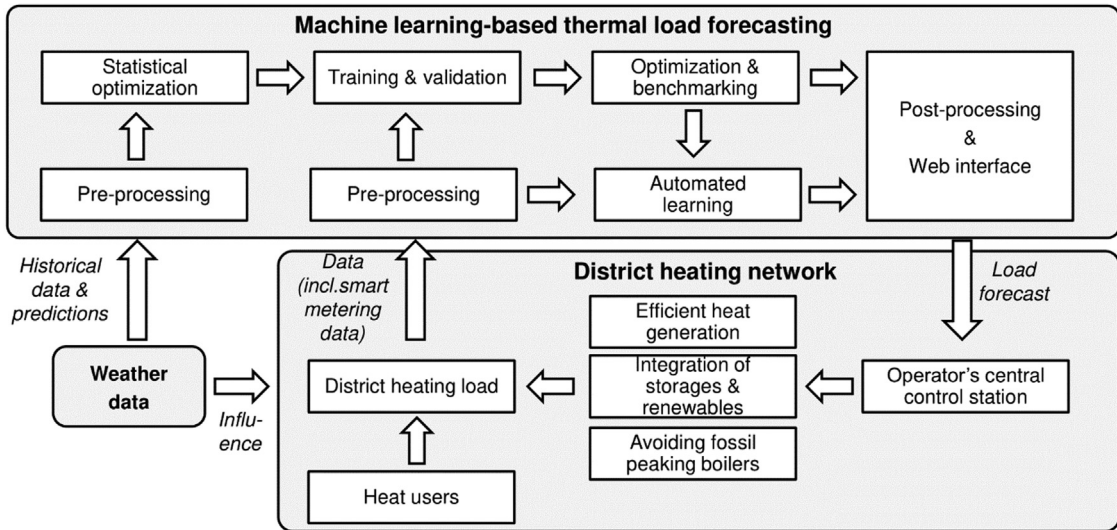 Machine learning-based thermal load forecasting
Statistical
optimization
Training & validation
Optimization &
benchmarking
Post-processing
&
Web interface
Pre-processing
Pre-processing
Automated
learning
Historical
data &
predictions
Data
(incl.smart
metering
data)
District heating network
Load
forecast
Efficient heat
generation
Weather
data
Influ-
ence
District heating load
Integration of
storages &
renewables
Operator's central
control station
Avoiding fossil
peaking boilers
Heat users